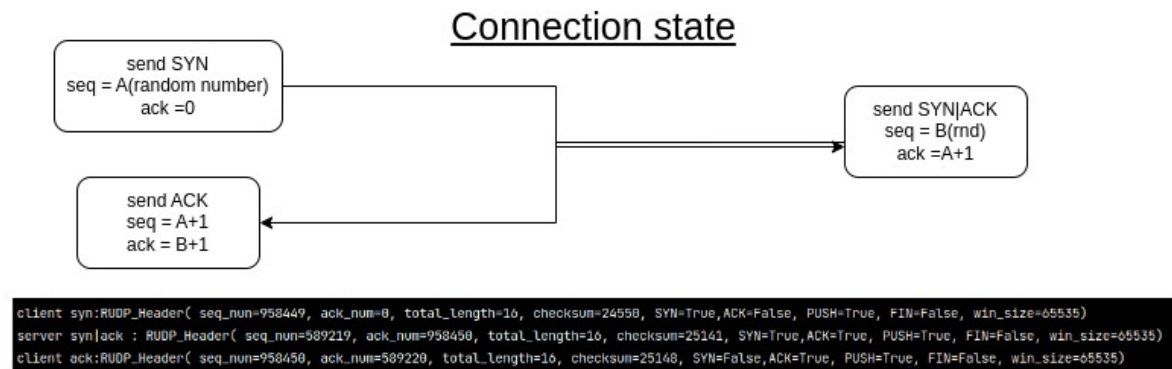 Connection state
send SYN
seq = A(random number)
ack =0
send SYN|ACK
seq = B(rnd)
ack =A+1
send ACK
seq = A+1
ack = B+1
client syn:RUDP_Header( seq_num=958449, ack_num=0, total_length=16, checksum=24550, SYN=True,ACK=False, PUSH=True, FIN=False, win_size=65535)
server syn|ack : RUDP_Header( seq_num=589219, ack_num=958450, total_length=16, checksum=25141, SYN=True,ACK=True, PUSH=True, FIN=False, win_size=65535)
client ack:RUDP_Header( seq_num=958450, ack_num=589220, total_length=16, checksum=25148, SYN=False,ACK=True, PUSH=True, FIN=False, win_size=65535)